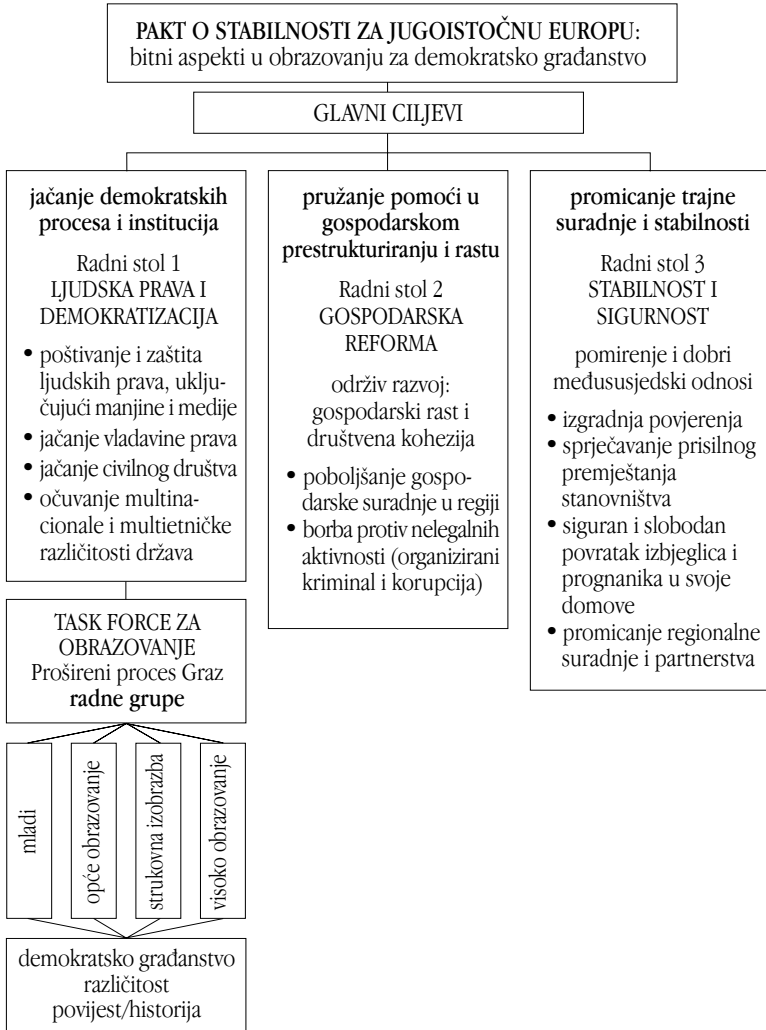 PAKT O STABILNOSTI ZA JUGOISTOČNU EUROPU:
bitni aspekti u obrazovanju za demokratsko građanstvo
GLAVNI CILJEVI
jačanje demokratskih
procesa i institucija
Radni stol 1
LJUDSKA PRAVA I
DEMOKRATIZACIJA
• poštivanje i zaštita
ljudskih prava, uklju-
čujući manjine i medije
• jačanje vladavine prava
• jačanje civilnog društva
• očuvanje multina-
cionale i multietničke
različitosti država
pružanje pomoći u
gospodarskom
prestrukturiranju i rastu
Radni stol 2
GOSPODARSKA
REFORMA
održiv razvoj:
gospodarski rast i
društvena kohezija
• poboljšanje gospo-
darske suradnje u regiji
• borba protiv nelegalnih
aktivnosti (organizirani
kriminal i korupcija)
promicanje trajne
suradnje i stabilnosti
Radni stol 3
STABILNOST I
SIGURNOST
pomirenje i dobri
međususjedski odnosi
• izgradnja povjerenja
• sprječavanje prisilnog
premještanja
stanovništva
• siguran i slobodan
povratak izbjeglica i
prognanika u svoje
domove
• promicanje regionalne
suradnje i partnerstva
TASK FORCE ZA
OBRAZOVANJE
Prošireni proces Graz
radne grupe
mladi
opće obrazovanje
strukovna izobrazba
visoko obrazovanje
demokratsko građanstvo
različitost
povijest/historija